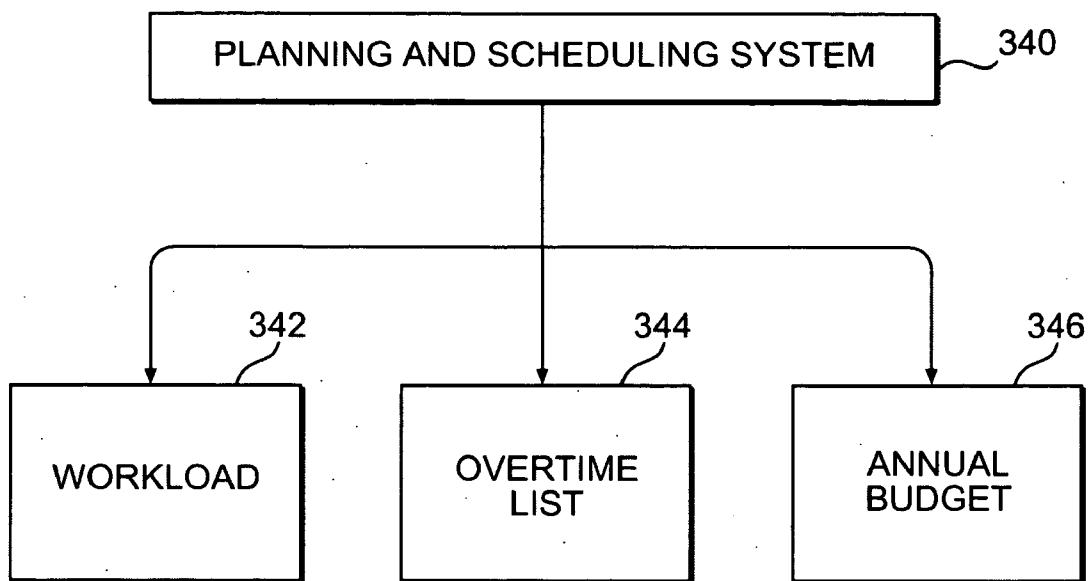 PLANNING AND SCHEDULING SYSTEM
340
342
344
346
WORKLOAD
OVERTIME
LIST
ANNUAL
BUDGET